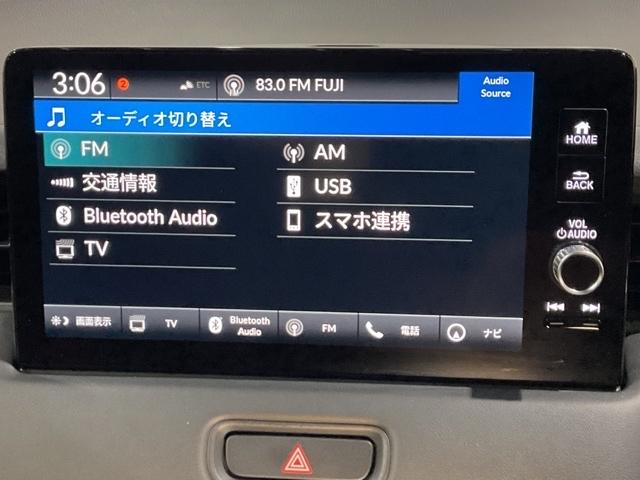 3:06
2
ETC
83.0 FM FUJI
Audio
Source
オーディオ切り替え
FM
AM
交通情報
USB
Bluetooth Audio
スマホ連携
TV
画面表示
TV
Bluetooth
Audio
FM
電話
ナビ
HOME
BACK
VOL
AUDIO